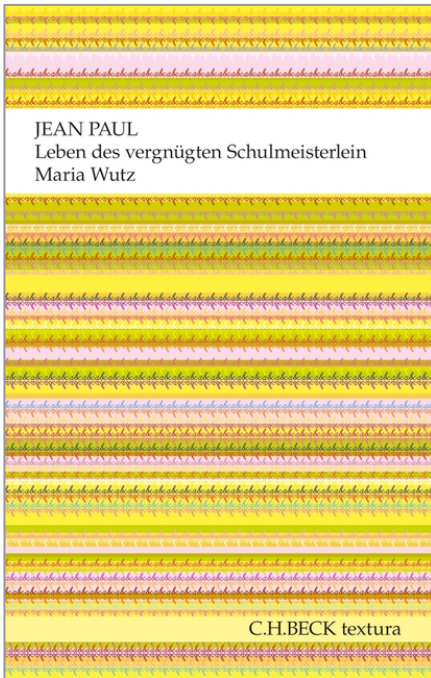 JEAN PAUL
Leben des vergnügten Schulmeisterlein
Maria Wutz
C.H.BECK textura